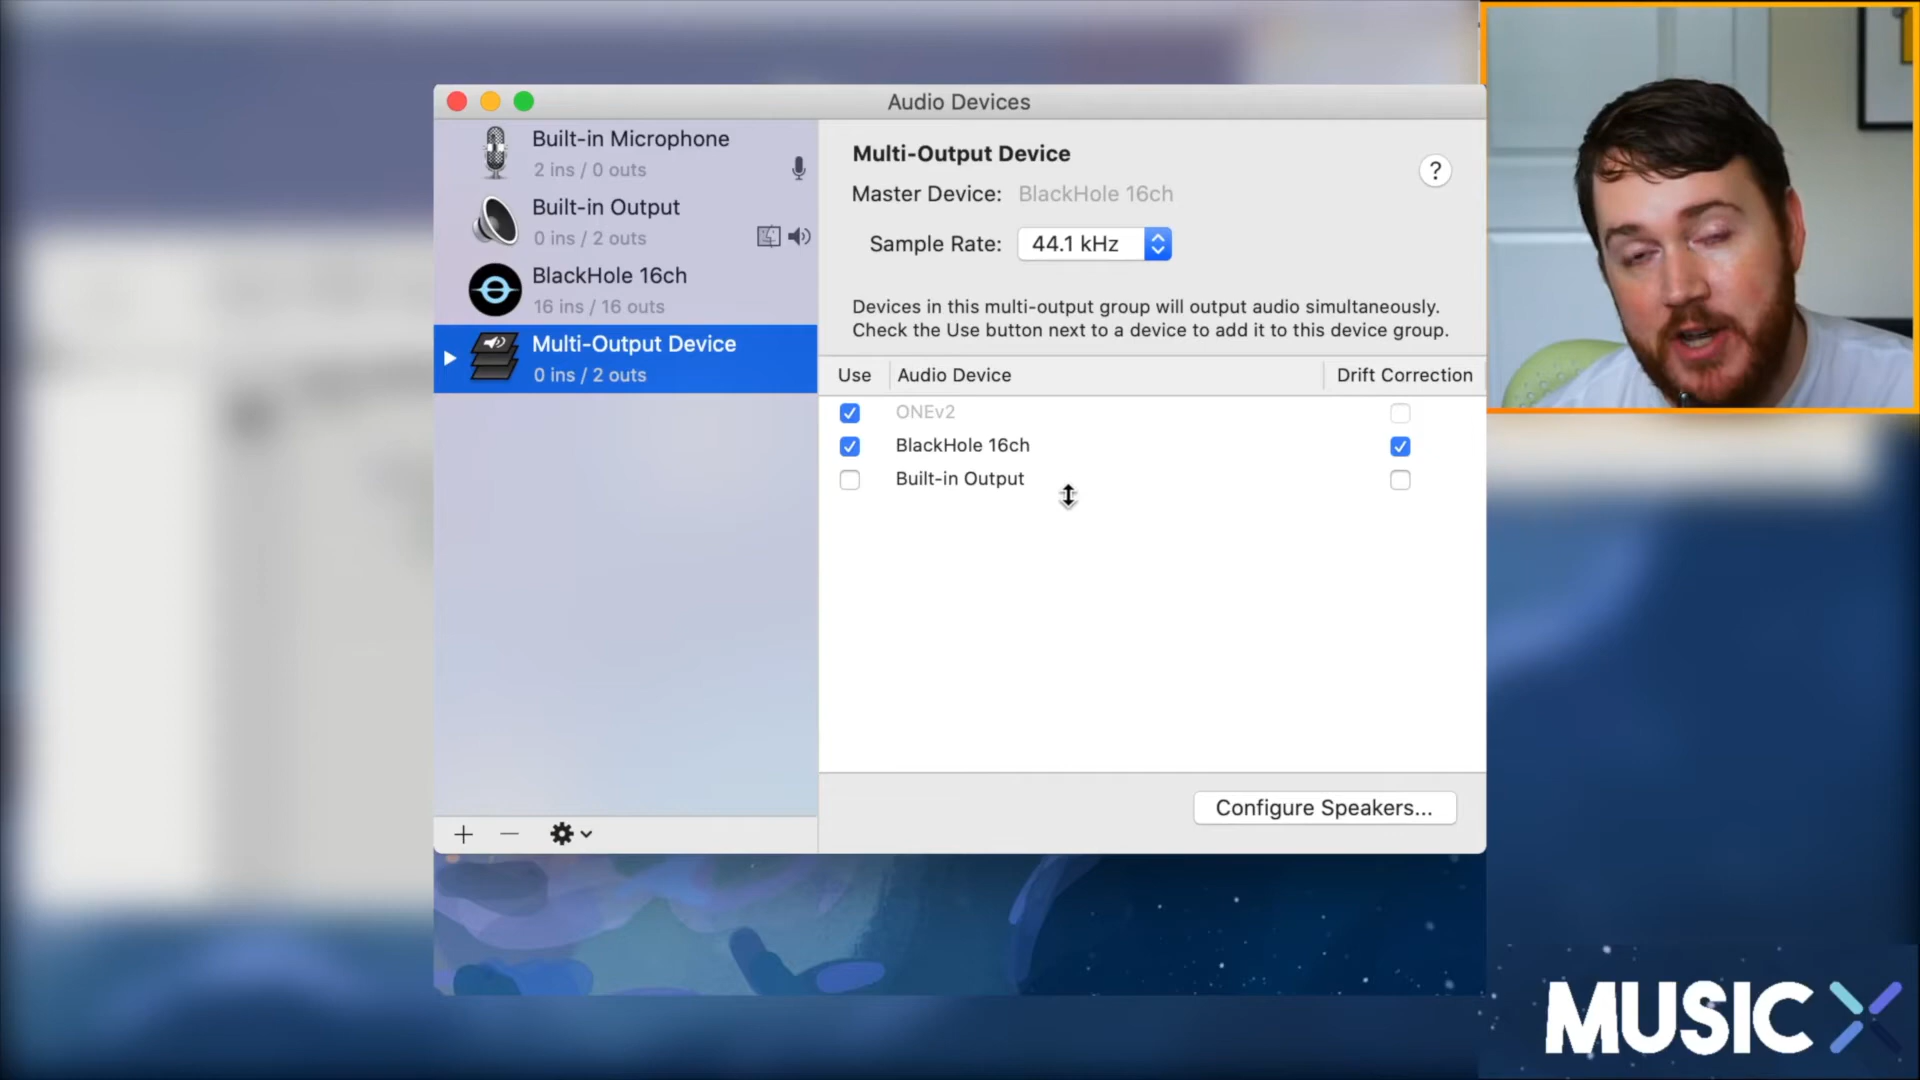 Audio Devices
Built-in Microphone
2 ins / 0 outs
Built-in Output
0 ins / 2 outs
BlackHole 16ch
16 ins / 16 outs
Multi-Output Device
0 ins / 2 outs
Multi-Output Device
?
Master Device: BlackHole 16ch
Sample Rate: 44.1 kHz
Devices in this multi-output group will output audio simultaneously.
Check the Use button next to a device to add it to this device group.
Use Audio Device Drift Correction
ONEv2
BlackHole 16ch
Built-in Output
Configure Speakers...
MUSIC X